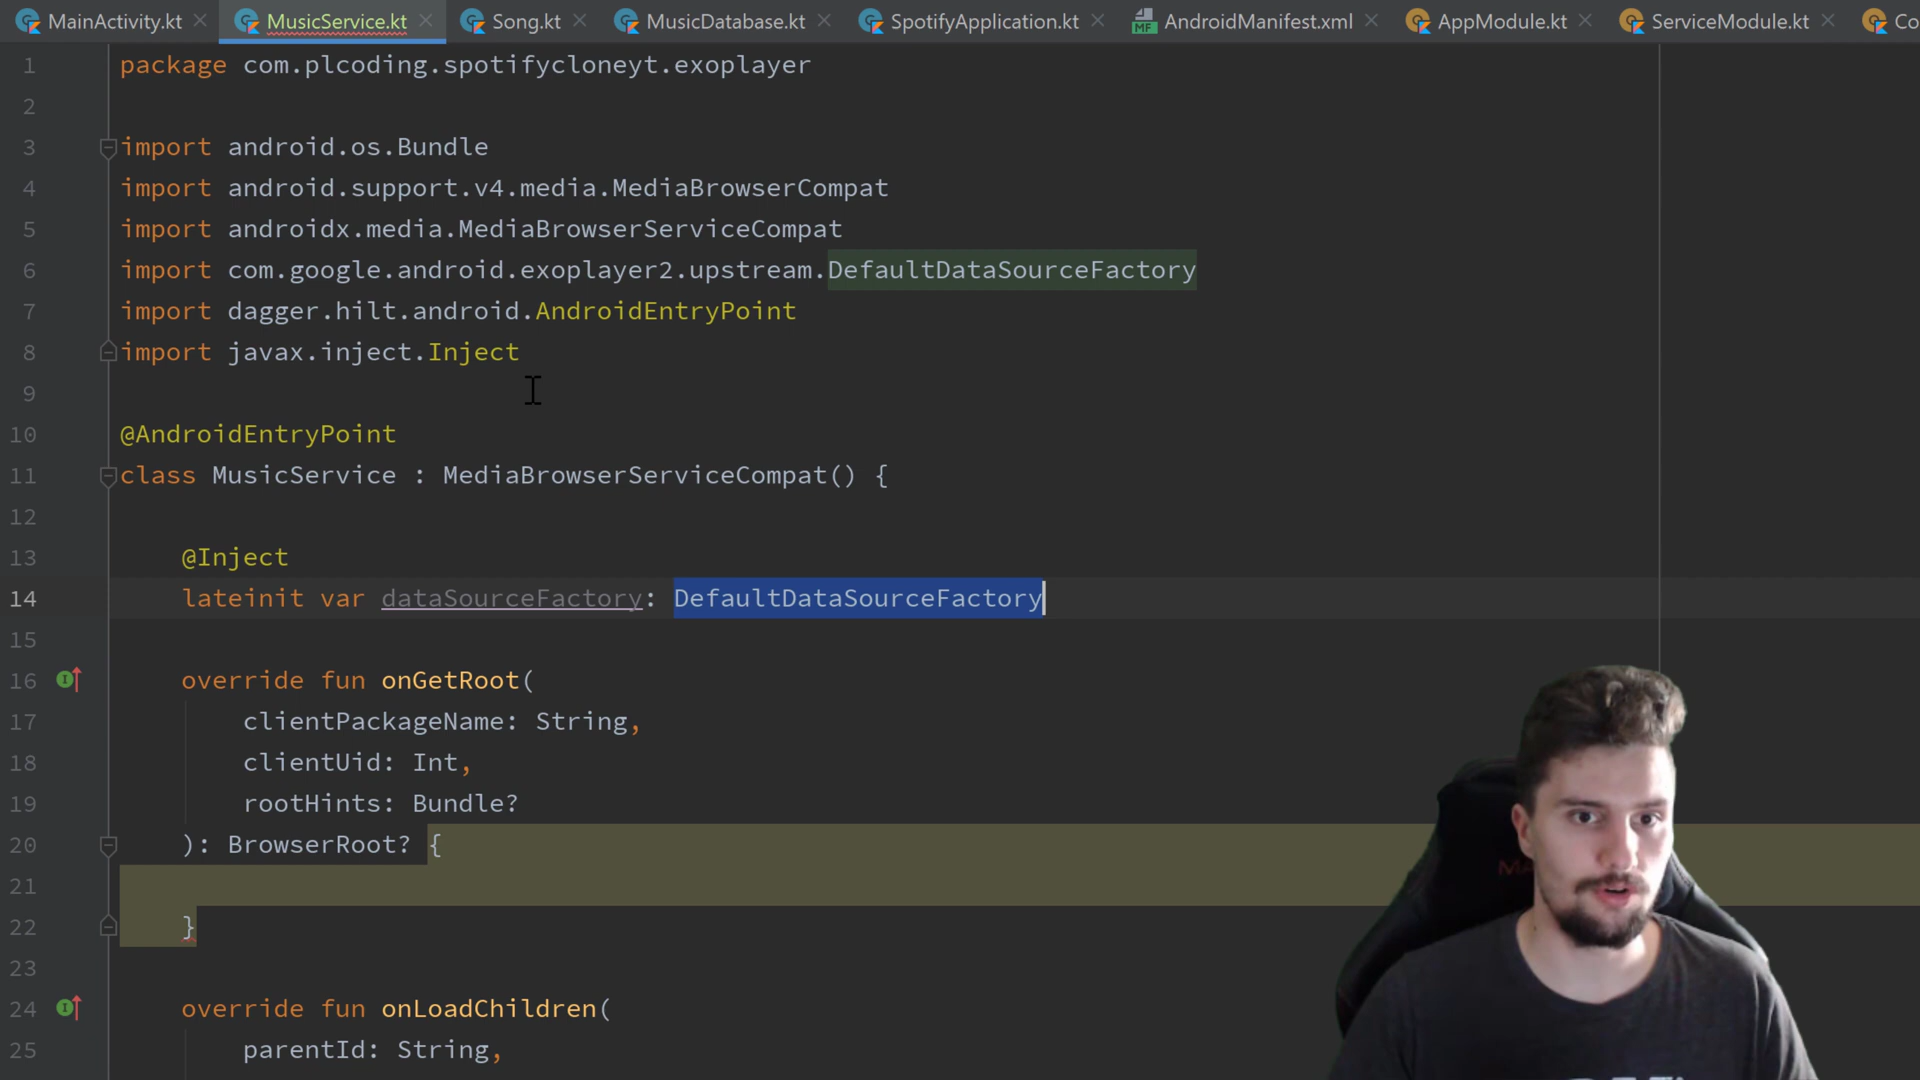 MainActivity.kt MusicService.kt Song.kt MusicDatabase.kt SpotifyApplication.kt AndroidManifest.xml AppModule.kt ServiceModule.kt Co
1 package com.plcoding.spotifycloneyt.exoplayer
2
3 import android.os.Bundle
4 import android.support.v4.media.MediaBrowserCompat
5 import androidx.media.MediaBrowserServiceCompat
6 import com.google.android.exoplayer2.upstream.DefaultDataSourceFactory
7 import dagger.hilt.android.AndroidEntryPoint
8 import javax.inject.Inject
9
10 @AndroidEntryPoint
11 class MusicService : MediaBrowserServiceCompat() {
12
13 @Inject
14 lateinit var dataSourceFactory: DefaultDataSourceFactory
15
16 override fun onGetRoot(
17 clientPackageName: String,
18 clientUid: Int,
19 rootHints: Bundle?
20 ): BrowserRoot? {
21
22 }
23
24 override fun onLoadChildren(
25 parentId: String,